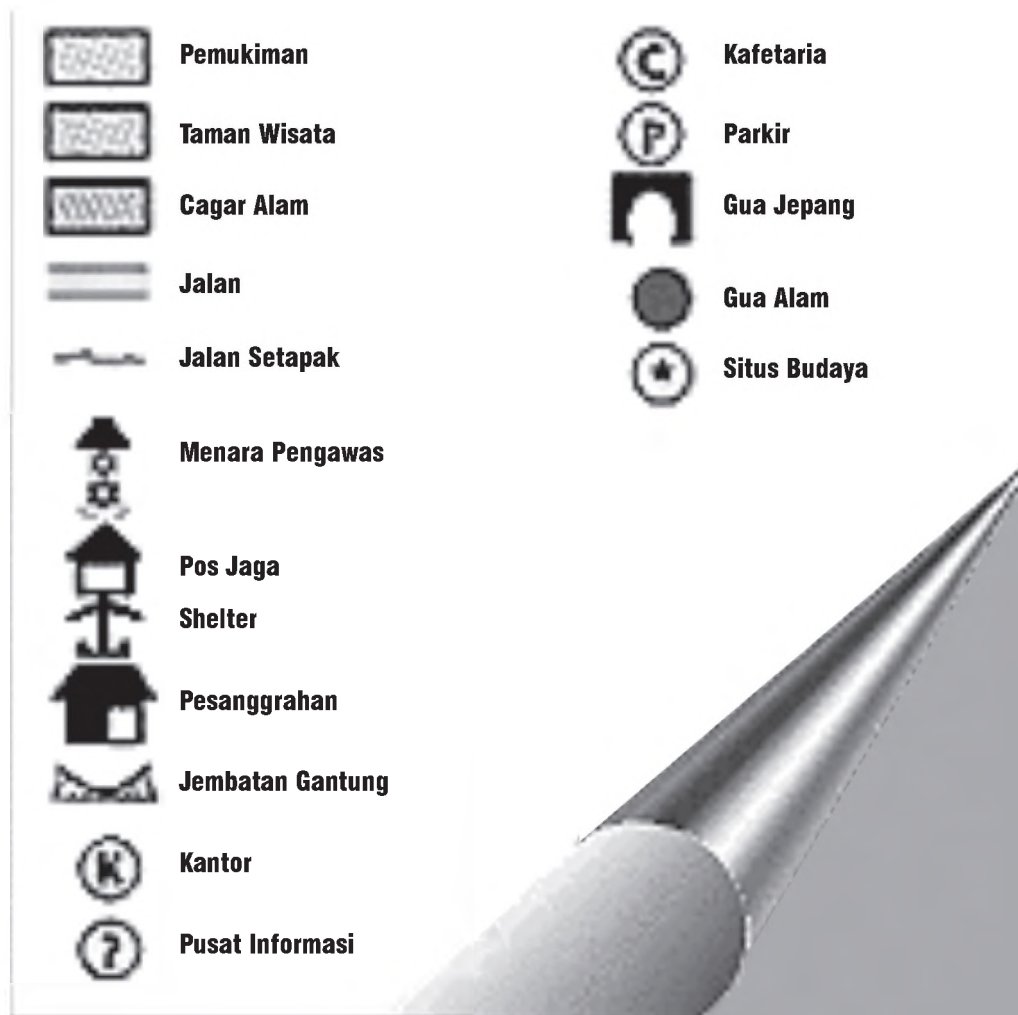 Pemukiman
Taman Wisata
Cagar Alam
Jalan
Jalan Setapak
Menara Pengawas
Pos Jaga
Shelter
Pesanggrahan
Jembatan Gantung
K
Kantor
?
Pusat Informasi
C
Kafetaria
P
Parkir
Gua Jepang
Gua Alam
Situs Budaya